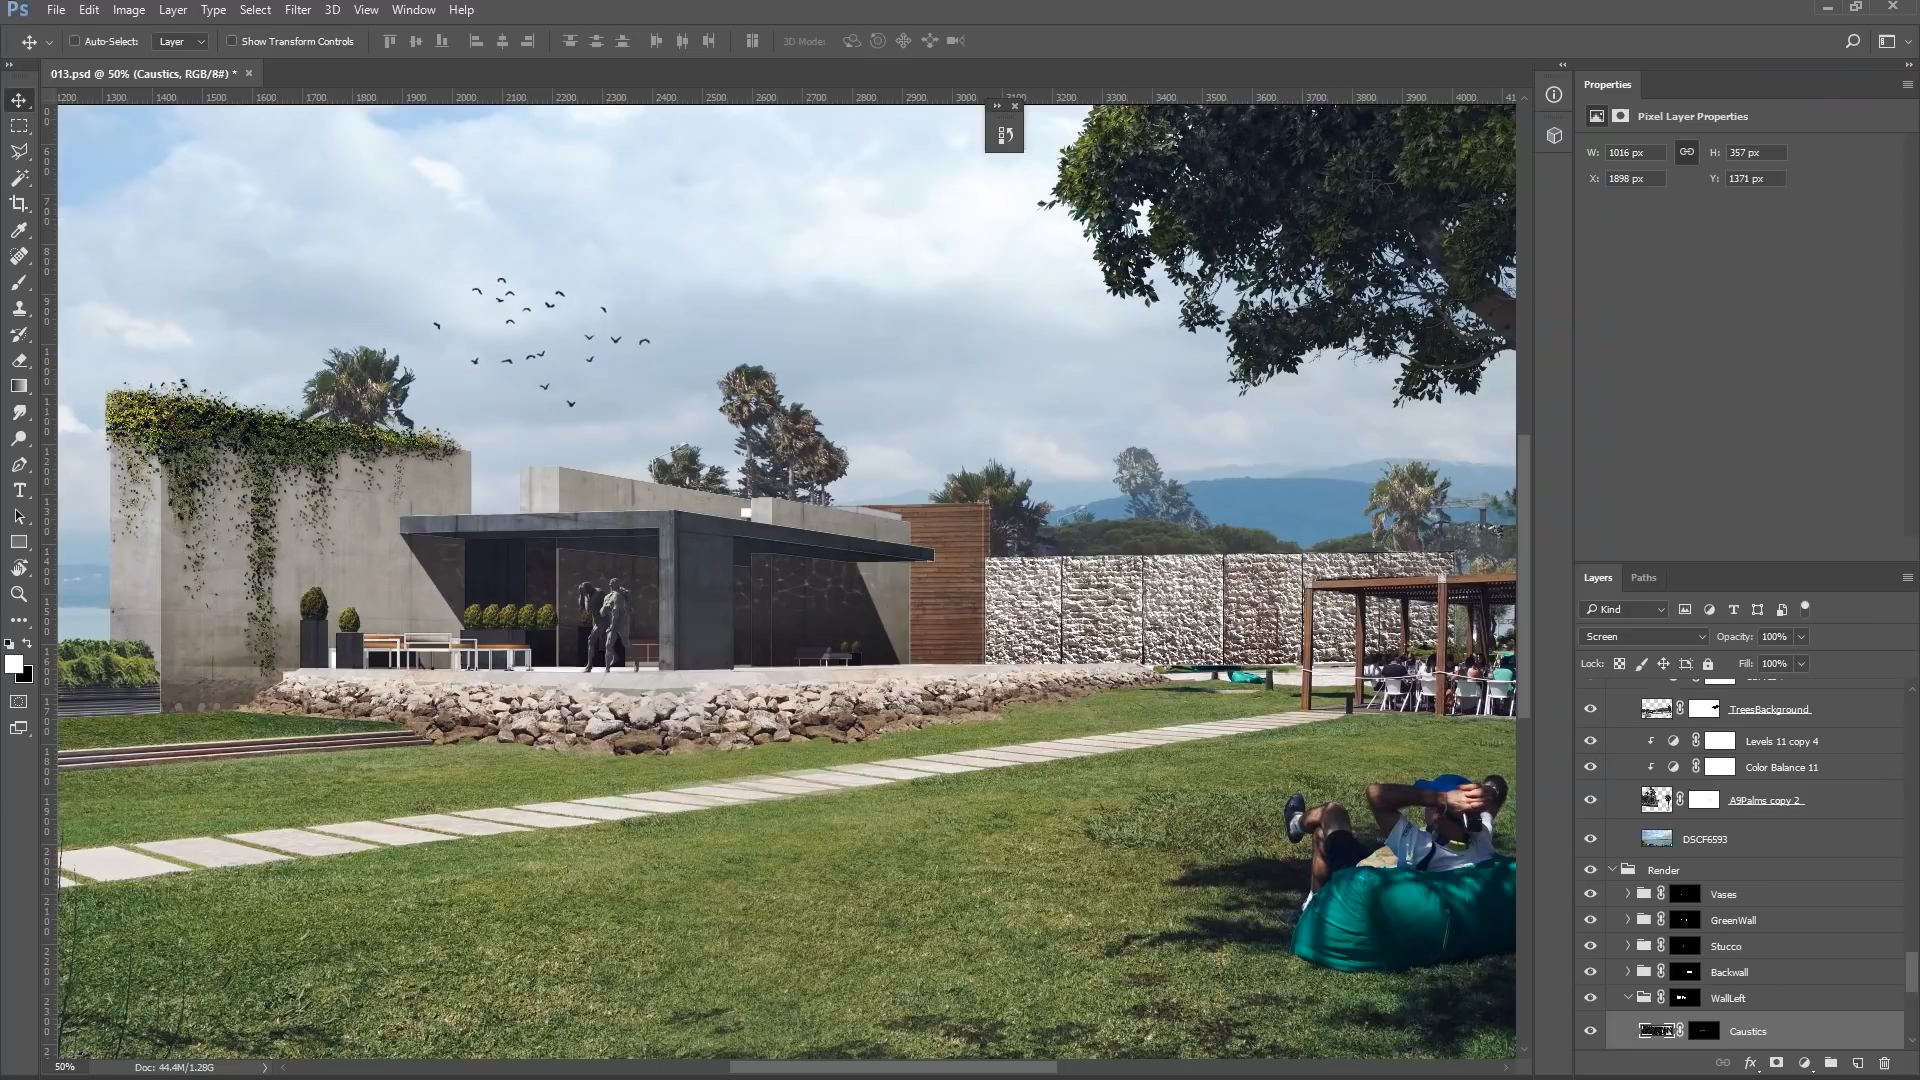 Ps File Edit Image Layer Type Select Filter 3D View Window Help
Auto-Select: Layer Show Transform Controls 3D Mode:
013.psd @ 50% (Caustics, RGB/8#) *
1200 1300 1400 1500 1600 1700 1800 1900 2000 2100 2200 2300 2400 2500 2600 2700 2800 2900 3000 3200 3300 3400 3500 3600 3700 3800 3900 4000 41
Properties
Pixel Layer Properties
W: 1016 px H: 357 px
X: 1898 px Y: 1371 px
Layers Paths
Kind
Screen Opacity: 100%
Lock: Fill: 100%
TreesBackground
Levels 11 copy 4
Color Balance 11
A9Palms copy 2
DSCF6593
Render
Vases
GreenWall
Stucco
Backwall
WallLeft
Caustics
50% Doc: 44.4M/1.28G
fx